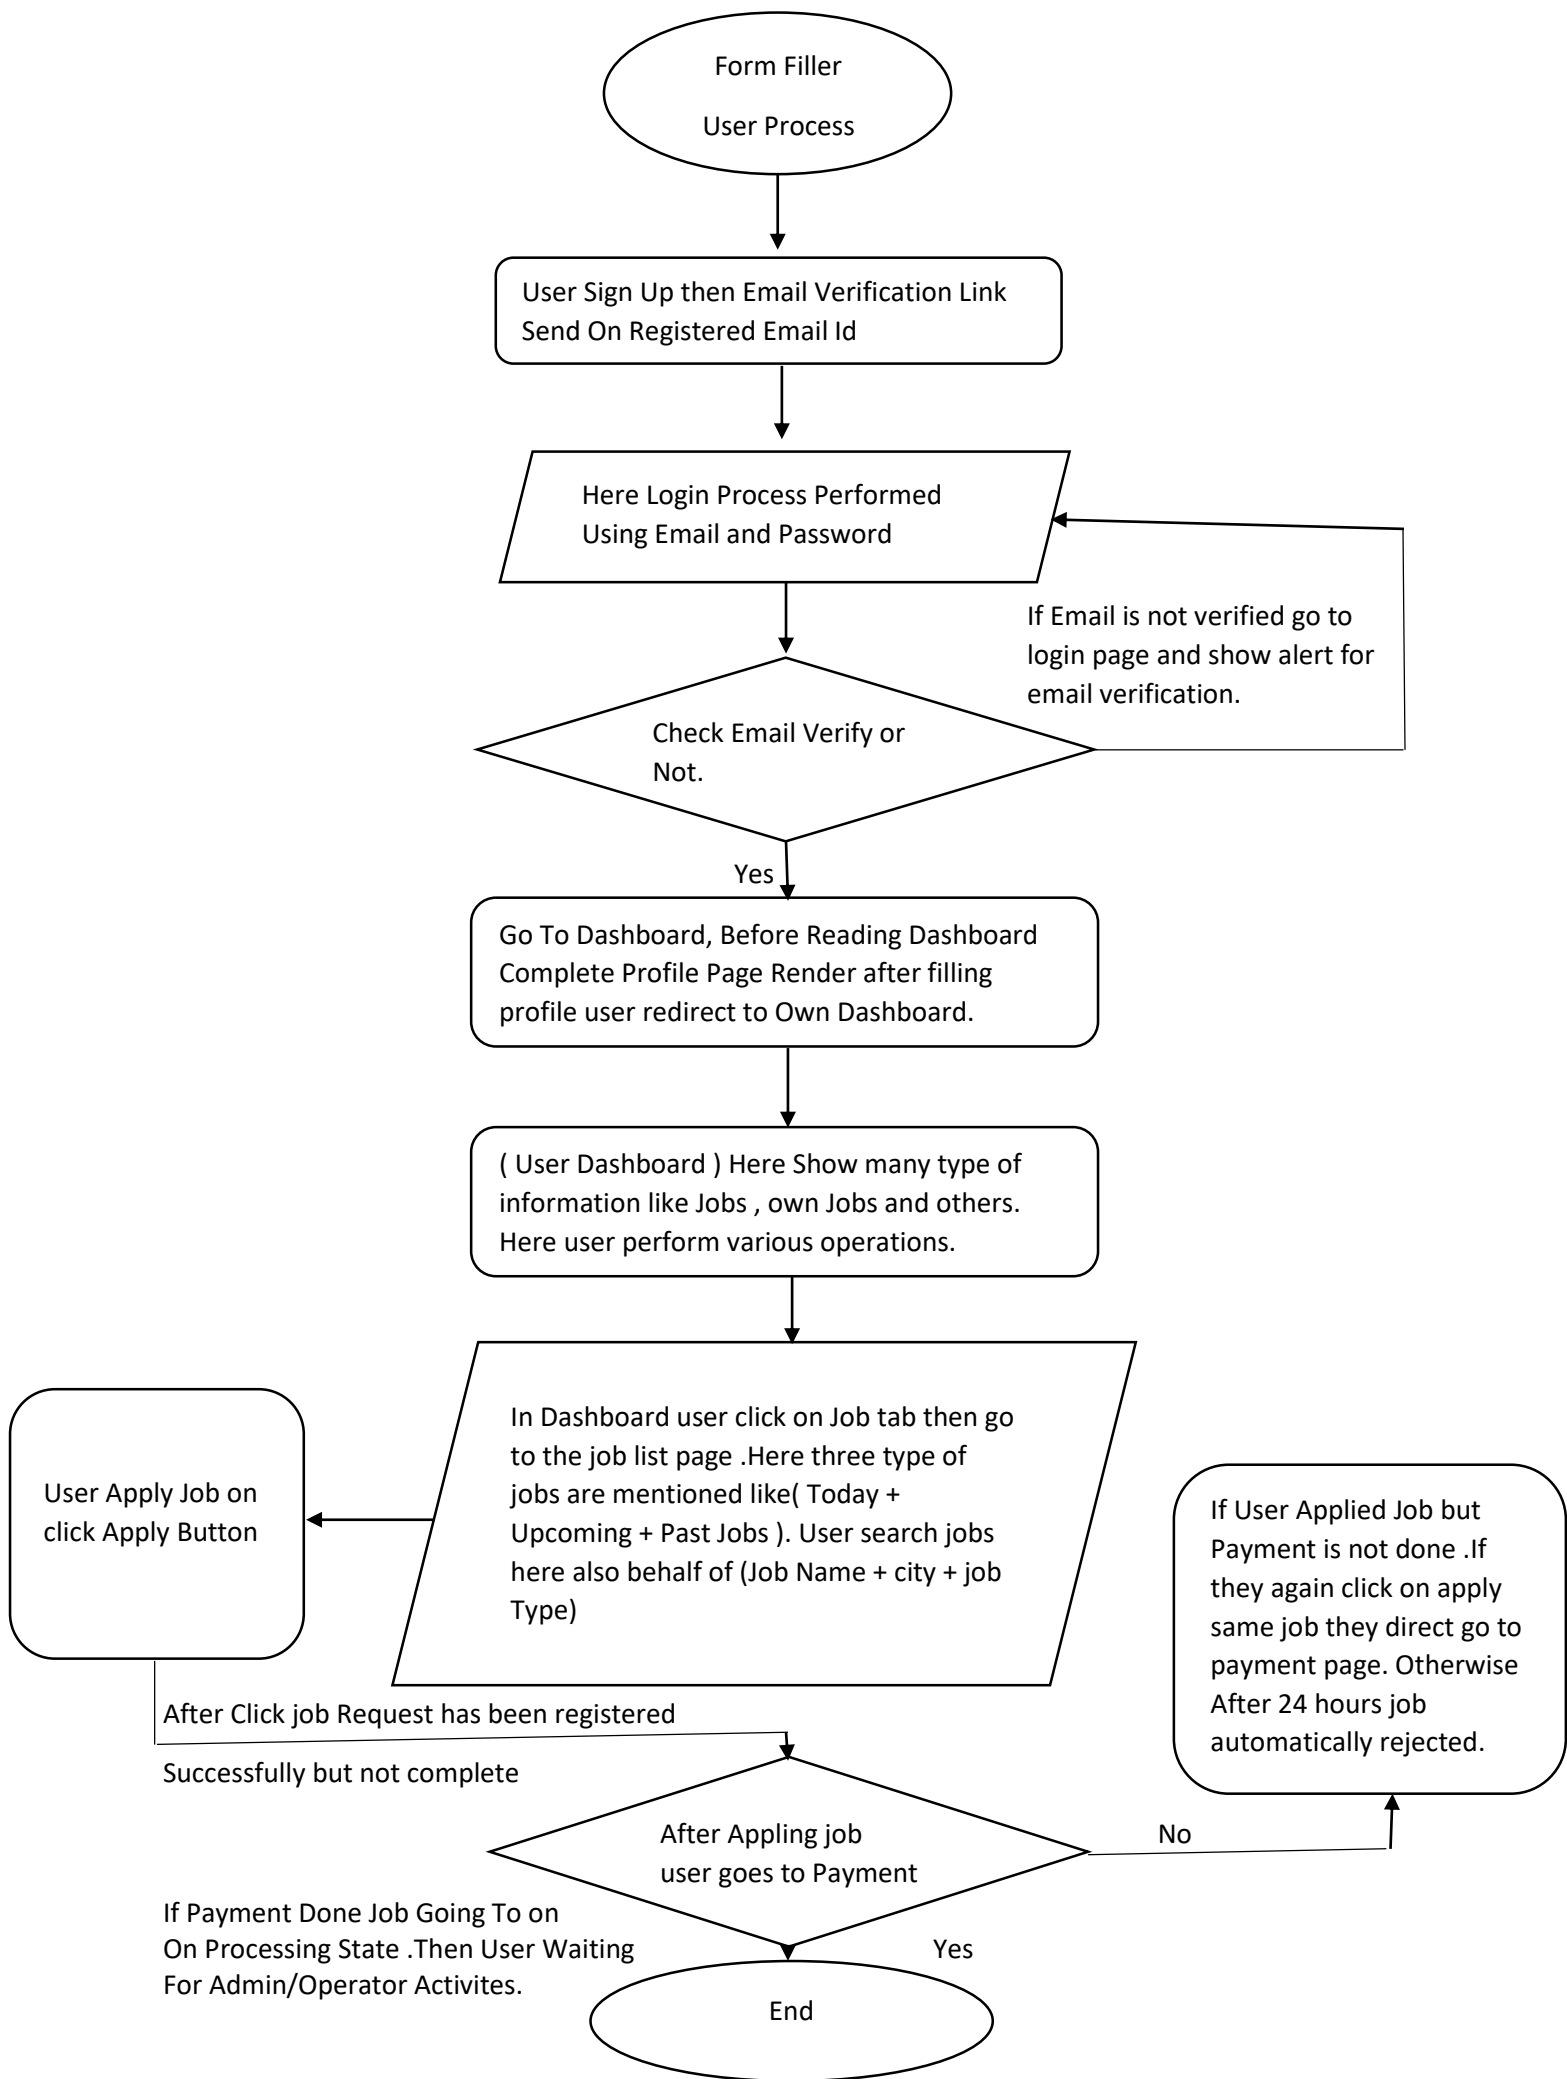 Form Filler
User Process
User Sign Up then Email Verification Link
Send On Registered Email Id
Here Login Process Performed
Using Email and Password
If Email is not verified go to
login page and show alert for
email verification.
Check Email Verify or
Not.
Yes
Go To Dashboard, Before Reading Dashboard
Complete Profile Page Render after filling
profile user redirect to Own Dashboard.
( User Dashboard ) Here Show many type of
information like Jobs , own Jobs and others.
Here user perform various operations.
In Dashboard user click on Job tab then go
to the job list page .Here three type of
jobs are mentioned like( Today +
Upcoming + Past Jobs ). User search jobs
here also behalf of (Job Name + city + job
Type)
User Apply Job on
click Apply Button
If User Applied Job but
Payment is not done .If
they again click on apply
same job they direct go to
payment page. Otherwise
After 24 hours job
automatically rejected.
After Click job Request has been registered
Successfully but not complete
After Appling job
user goes to Payment
No
If Payment Done Job Going To on
On Processing State .Then User Waiting
For Admin/Operator Activites.
Yes
End